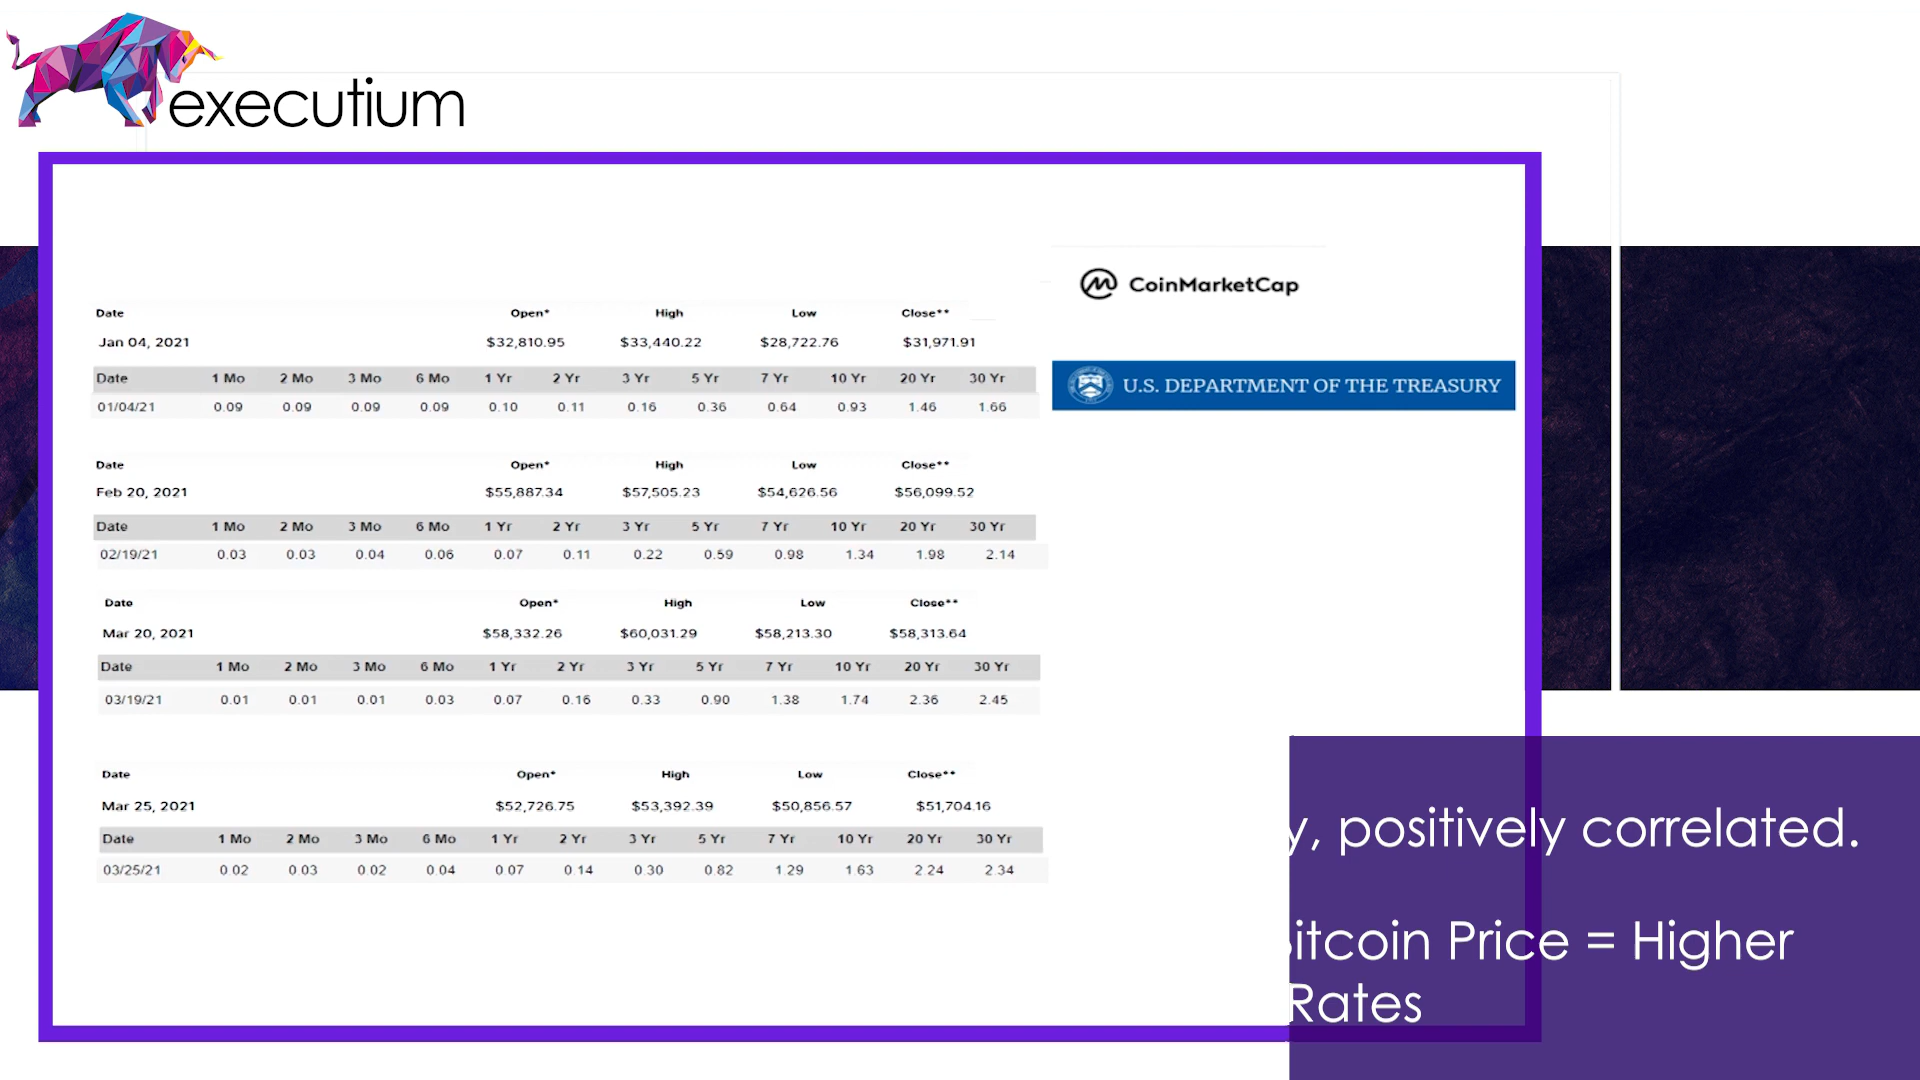 executium
CoinMarketCap
Date Open* High Low Close**
Jan 04, 2021 $32,810.95 $33,440.22 $28,722.76 $31,971.91
Date 1 Mo 2 Mo 3 Mo 6 Mo 1 Yr 2 Yr 3 Yr 5 Yr 7 Yr 10 Yr 20 Yr 30 Yr
U.S. DEPARTMENT OF THE TREASURY
01/04/21 0.09 0.09 0.09 0.09 0.10 0.11 0.16 0.36 0.64 0.93 1.46 1.66
Date Open* High Low Close**
Feb 20, 2021 $55,887.34 $57,505.23 $54,626.56 $56,099.52
Date 1 Mo 2 Mo 3 Mo 6 Mo 1 Yr 2 Yr 3 Yr 5 Yr 7 Yr 10 Yr 20 Yr 30 Yr
02/19/21 0.03 0.03 0.04 0.06 0.07 0.11 0.22 0.59 0.98 1.34 1.98 2.14
Date Open* High Low Close**
Mar 20, 2021 $58,332.26 $60,031.29 $58,213.30 $58,313.64
Date 1 Mo 2 Mo 3 Mo 6 Mo 1 Yr 2 Yr 3 Yr 5 Yr 7 Yr 10 Yr 20 Yr 30 Yr
03/19/21 0.01 0.01 0.01 0.03 0.07 0.16 0.33 0.90 1.38 1.74 2.36 2.45
Date Open* High Low Close**
Mar 25, 2021 $52,726.75 $53,392.39 $50,856.57 $51,704.16
Date 1 Mo 2 Mo 3 Mo 6 Mo 1 Yr 2 Yr 3 Yr 5 Yr 7 Yr 10 Yr 20 Yr 30 Yr
03/25/21 0.02 0.03 0.02 0.04 0.07 0.14 0.30 0.82 1.29 1.63 2.24 2.34
y, positively correlated.
itcoin Price = Higher
Rates